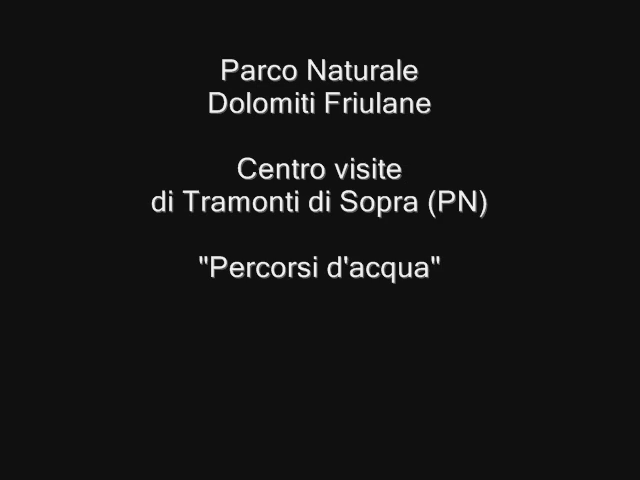 Parco Naturale
Dolomiti Friulane
Centro visite
di Tramonti di Sopra (PN)
"Percorsi d'acqua"